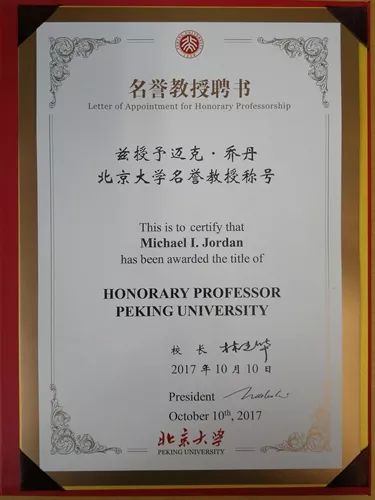 名誉教授聘书
Letter of Appointment for Honorary Professorship
兹授予迈克·乔丹
北京大学名誉教授称号
This is to certify that
Michael I. Jordan
has been awarded the title of
HONORARY PROFESSOR
PEKING UNIVERSITY
校 长 林建华
2017 年 10 月 10 日
President
October 10th, 2017
北京大学
PEKING UNIVERSITY